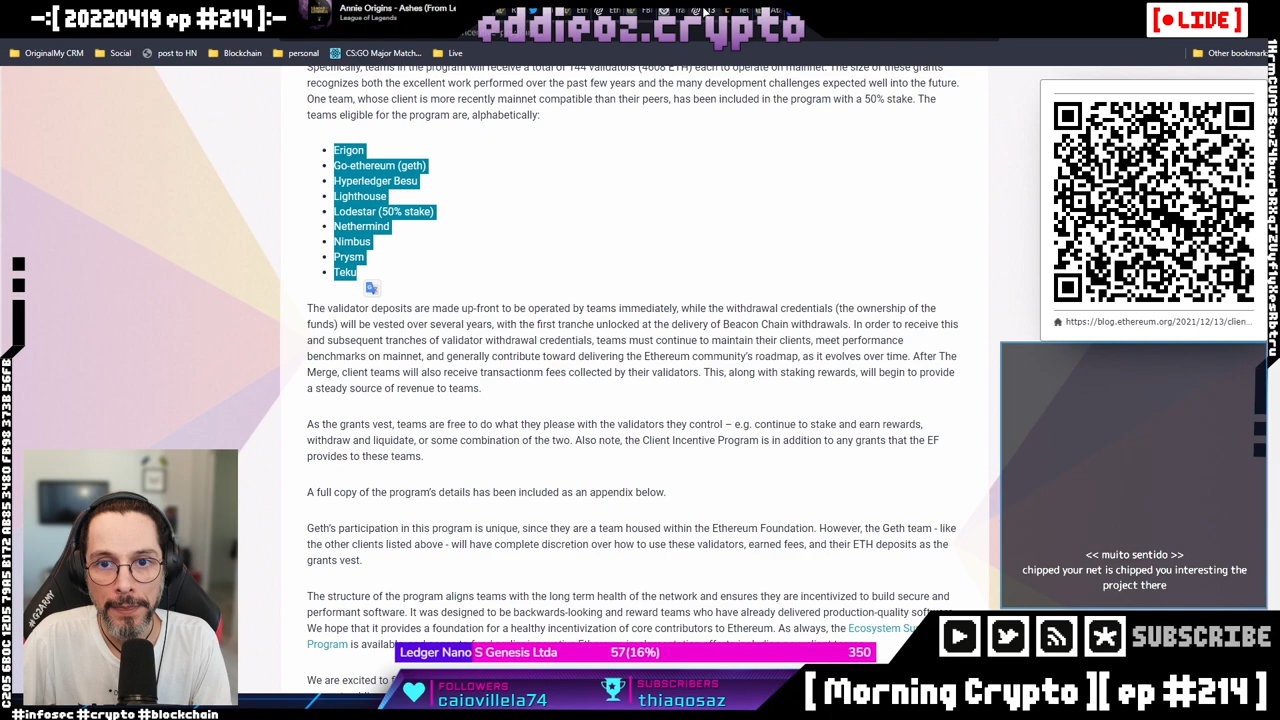 -:[ 20220419 ep #214 ]:-
Annie Origins - Ashes (From Le
League of Legends
eddieoz.crypto
[● LIVE]
OriginalMy CRM
Social
post to HN
Blockchain
personal
CS:GO Major Match...
Live
Other bookmark
Specifically, teams in the program will receive a total of 144 validators (4608 ETH) each to operate on mainnet. The size of these grants
recognizes both the excellent work performed over the past few years and the many development challenges expected well into the future.
One team, whose client is more recently mainnet compatible than their peers, has been included in the program with a 50% stake. The
teams eligible for the program are, alphabetically:
Erigon
Go-ethereum (geth)
Hyperledger Besu
Lighthouse
Lodestar (50% stake)
Nethermind
Nimbus
Prysm
Teku
The validator deposits are made up-front to be operated by teams immediately, while the withdrawal credentials (the ownership of the
funds) will be vested over several years, with the first tranche unlocked at the delivery of Beacon Chain withdrawals. In order to receive this
and subsequent tranches of validator withdrawal credentials, teams must continue to maintain their clients, meet performance
benchmarks on mainnet, and generally contribute toward delivering the Ethereum community's roadmap, as it evolves over time. After The
Merge, client teams will also receive transactionm fees collected by their validators. This, along with staking rewards, will begin to provide
a steady source of revenue to teams.
As the grants vest, teams are free to do what they please with the validators they control – e.g. continue to stake and earn rewards,
withdraw and liquidate, or some combination of the two. Also note, the Client Incentive Program is in addition to any grants that the EF
provides to these teams.
A full copy of the program's details has been included as an appendix below.
Geth's participation in this program is unique, since they are a team housed within the Ethereum Foundation. However, the Geth team - like
the other clients listed above - will have complete discretion over how to use these validators, earned fees, and their ETH deposits as the
grants vest.
The structure of the program aligns teams with the long term health of the network and ensures they are incentivized to build secure and
performant software. It was designed to be backwards-looking and reward teams who have already delivered production-quality software.
We hope that it provides a foundation for a healthy incentivization of core contributors to Ethereum. As always, the Ecosystem Su
Program is availab
We are excited to
https://blog.ethereum.org/2021/12/13/clien...
<< muito sentido >>
chipped your net is chipped you interesting the
project there
SUBSCRIBE
Ledger Nano S Genesis Ltda 57(16%) 350
FOLLOWERS
caiovillela74
SUBSCRIBERS
thiagosaz
[ Morning Crypto ][ ep #214 ]
#infosec #crypto #blockchain